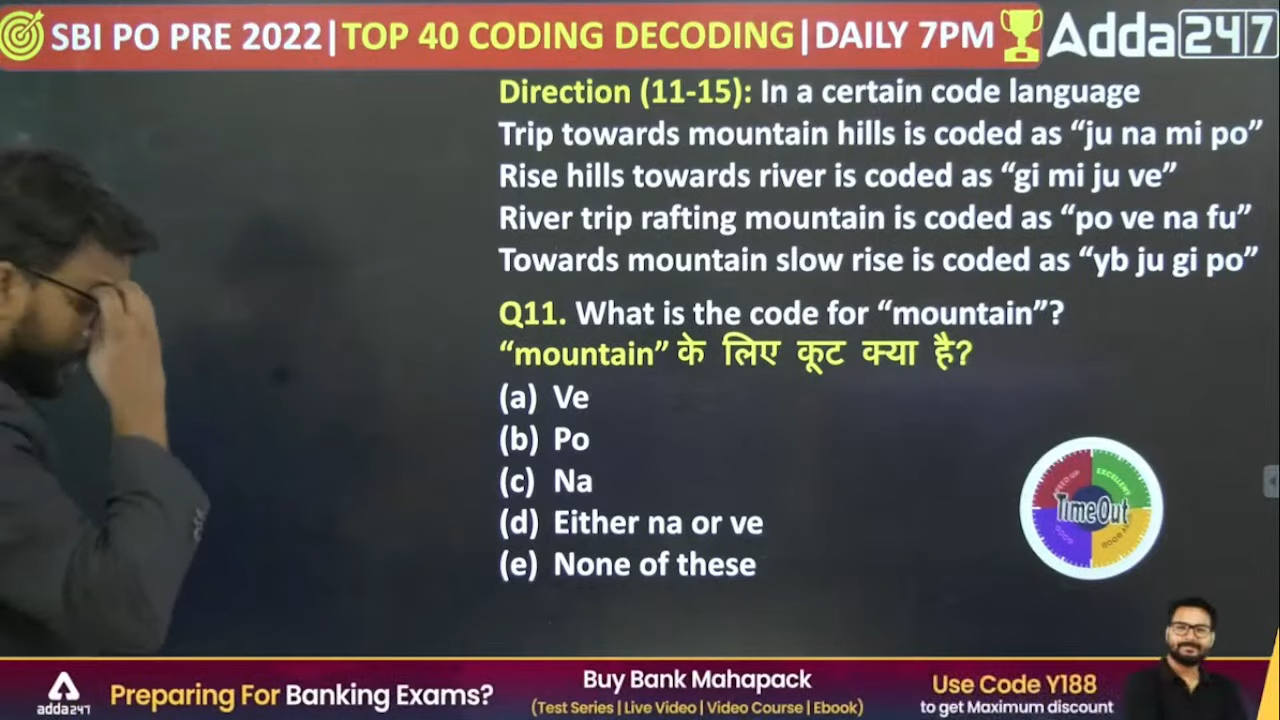 SBI PO PRE 2022|TOP 40 CODING DECODING|DAILY 7PM Adda247
Direction (11-15): In a certain code language
Trip towards mountain hills is coded as “ju na mi po”
Rise hills towards river is coded as “gi mi ju ve”
River trip rafting mountain is coded as “po ve na fu”
Towards mountain slow rise is coded as “yb ju gi po”
Q11. What is the code for “mountain”?
“mountain” के लिए कूट क्या है?
(a) Ve
(b) Po
(c) Na
(d) Either na or ve
(e) None of these
EXCELLENT
TimeOut
GOOD
adda247
Preparing For Banking Exams?
Buy Bank Mahapack
(Test Series | Live Video | Video Course | Ebook)
Use Code Y188
to get Maximum discount